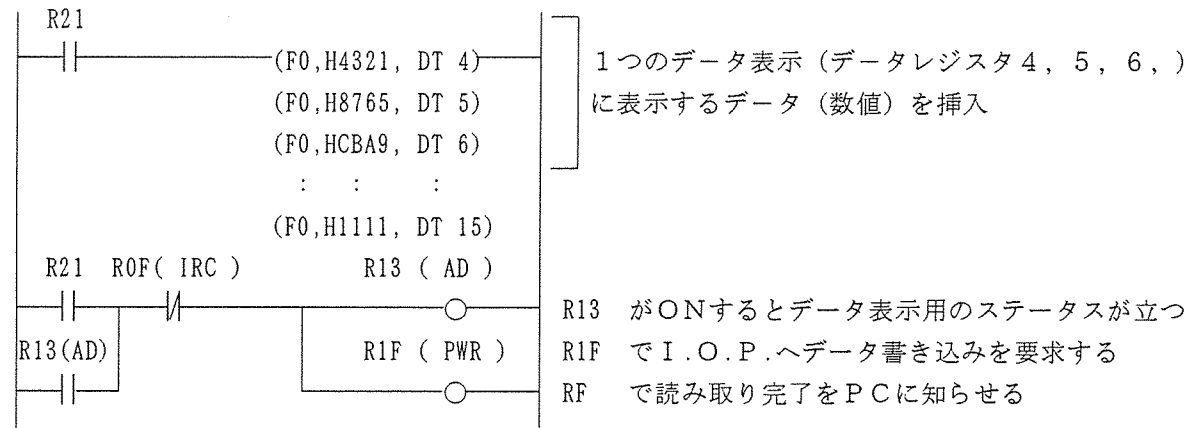 R21
(F0,H4321, DT 4) 1つのデータ表示（データレジスタ4，5，6，）
(F0,H8765, DT 5) に表示するデータ（数値）を挿入
(F0,HCBA9, DT 6)
: : :
(F0,H1111, DT 15)
R21 R0F( IRC ) R13 ( AD )
R13 がONするとデータ表示用のステータスが立つ
R13(AD) R1F ( PWR ) R1F でI.O.P.へデータ書き込みを要求する
RF で読み取り完了をPCに知らせる